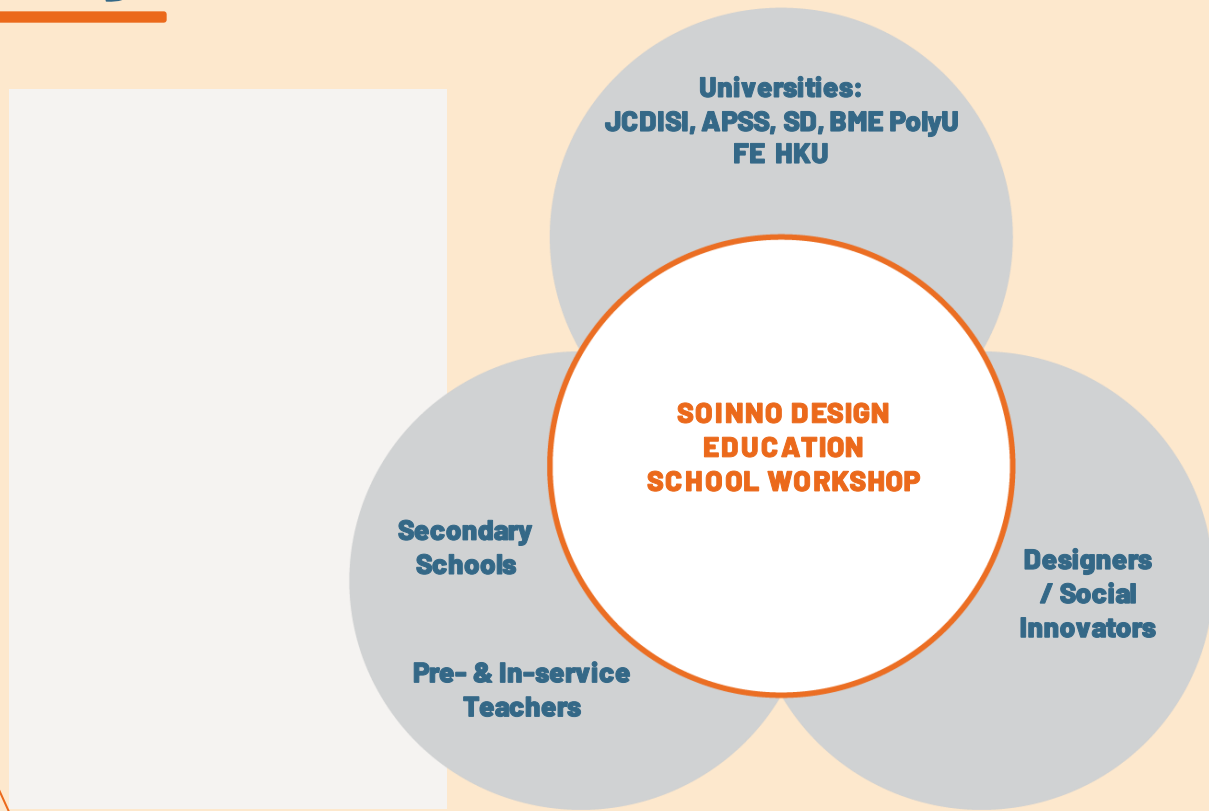 Universities:
JCDISI, APSS, SD, BME PolyU
FE HKU
SOINNO DESIGN
EDUCATION
SCHOOL WORKSHOP
Secondary
Schools
Designers
/ Social
Innovators
Pre- & In-service
Teachers